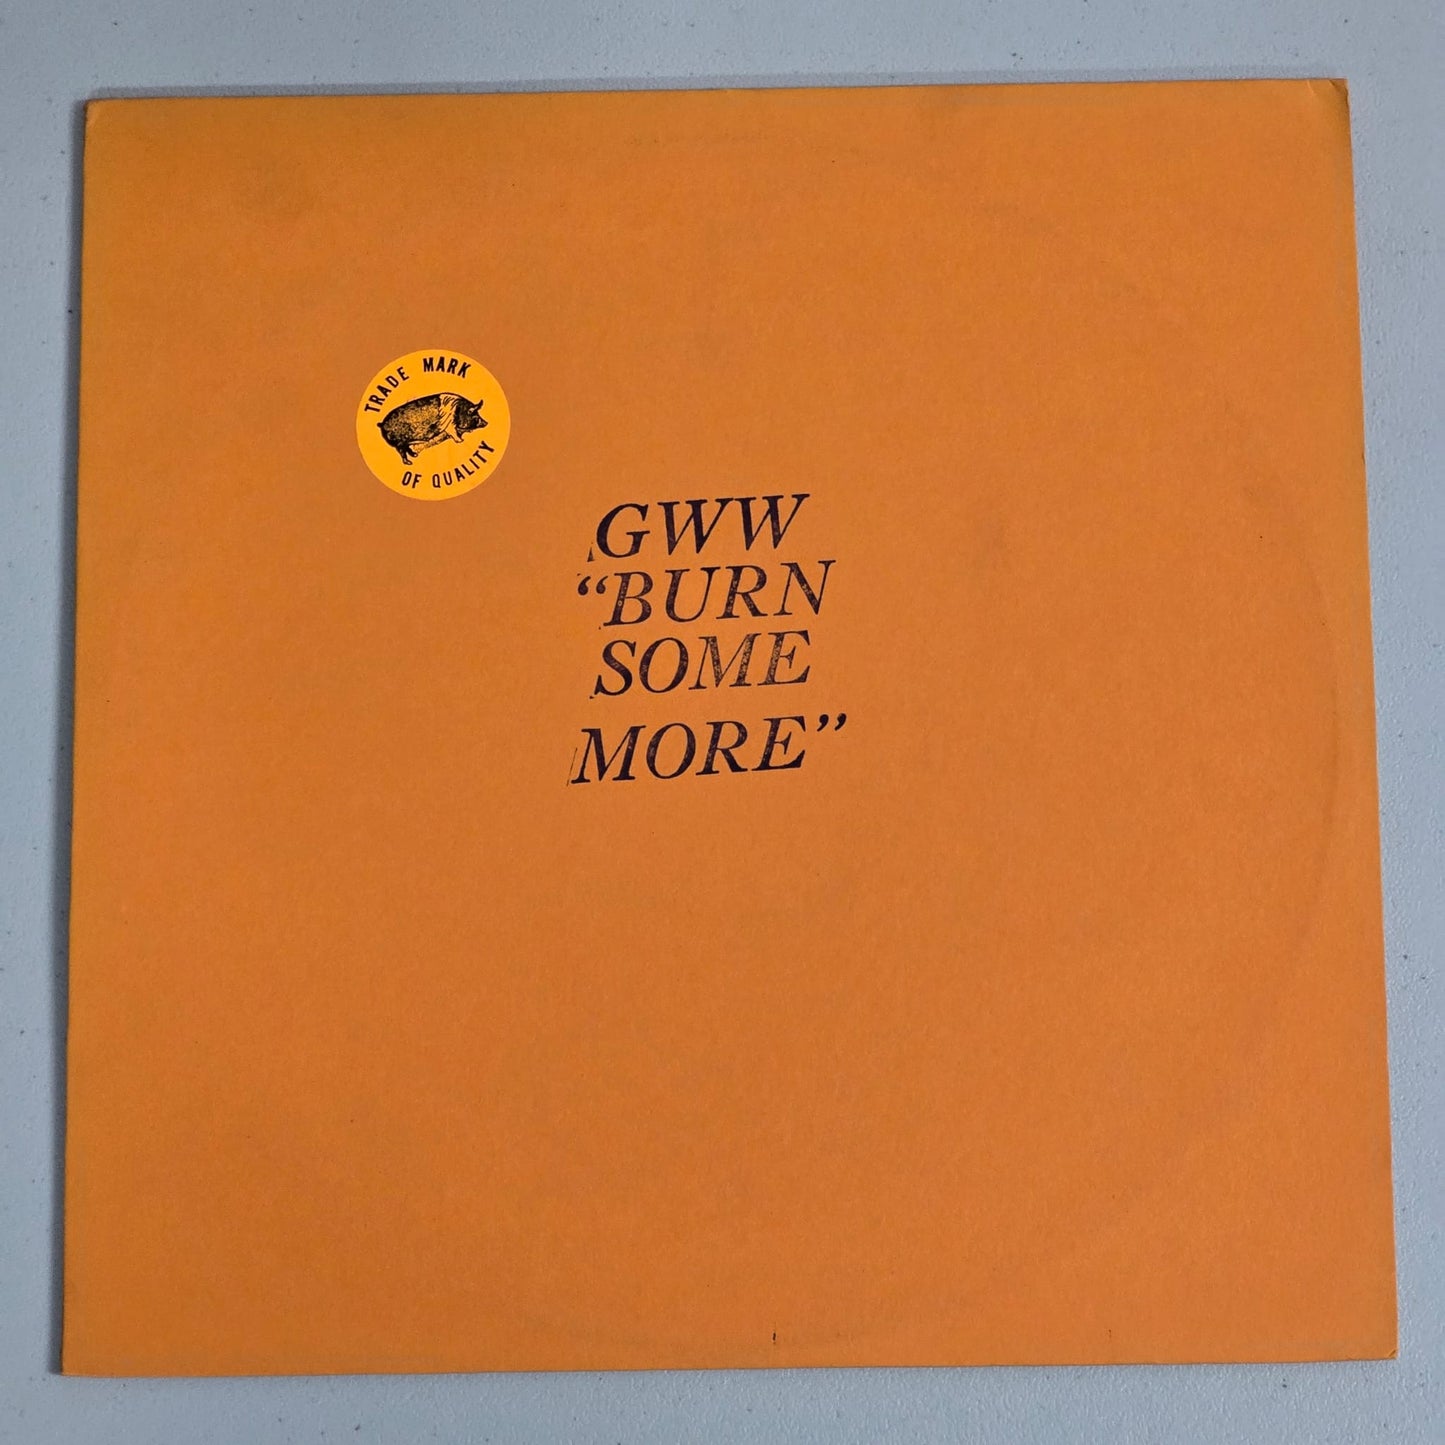 TRADE MARK
OF QUALITY
GWW
“BURN
SOME
MORE”